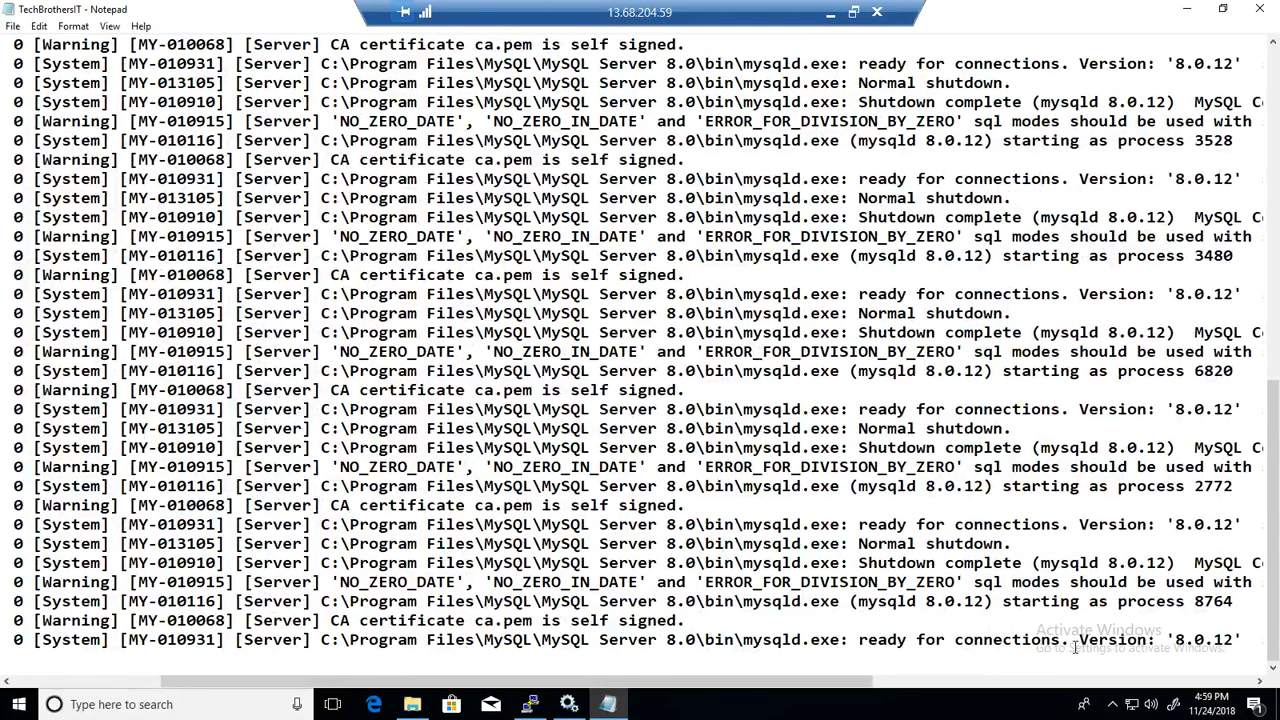 TechBrothersIT - Notepad
13.68.204.59
File Edit Format View Help
0 [Warning] [MY-010068] [Server] CA certificate ca.pem is self signed.
0 [System] [MY-010931] [Server] C:\Program Files\MySQL\MySQL Server 8.0\bin\mysqld.exe: ready for connections. Version: '8.0.12'
0 [System] [MY-013105] [Server] C:\Program Files\MySQL\MySQL Server 8.0\bin\mysqld.exe: Normal shutdown.
0 [System] [MY-010910] [Server] C:\Program Files\MySQL\MySQL Server 8.0\bin\mysqld.exe: Shutdown complete (mysqld 8.0.12) MySQL C
0 [Warning] [MY-010915] [Server] 'NO_ZERO_DATE', 'NO_ZERO_IN_DATE' and 'ERROR_FOR_DIVISION_BY_ZERO' sql modes should be used with
0 [System] [MY-010116] [Server] C:\Program Files\MySQL\MySQL Server 8.0\bin\mysqld.exe (mysqld 8.0.12) starting as process 3528
0 [Warning] [MY-010068] [Server] CA certificate ca.pem is self signed.
0 [System] [MY-010931] [Server] C:\Program Files\MySQL\MySQL Server 8.0\bin\mysqld.exe: ready for connections. Version: '8.0.12'
0 [System] [MY-013105] [Server] C:\Program Files\MySQL\MySQL Server 8.0\bin\mysqld.exe: Normal shutdown.
0 [System] [MY-010910] [Server] C:\Program Files\MySQL\MySQL Server 8.0\bin\mysqld.exe: Shutdown complete (mysqld 8.0.12) MySQL C
0 [Warning] [MY-010915] [Server] 'NO_ZERO_DATE', 'NO_ZERO_IN_DATE' and 'ERROR_FOR_DIVISION_BY_ZERO' sql modes should be used with
0 [System] [MY-010116] [Server] C:\Program Files\MySQL\MySQL Server 8.0\bin\mysqld.exe (mysqld 8.0.12) starting as process 3480
0 [Warning] [MY-010068] [Server] CA certificate ca.pem is self signed.
0 [System] [MY-010931] [Server] C:\Program Files\MySQL\MySQL Server 8.0\bin\mysqld.exe: ready for connections. Version: '8.0.12'
0 [System] [MY-013105] [Server] C:\Program Files\MySQL\MySQL Server 8.0\bin\mysqld.exe: Normal shutdown.
0 [System] [MY-010910] [Server] C:\Program Files\MySQL\MySQL Server 8.0\bin\mysqld.exe: Shutdown complete (mysqld 8.0.12) MySQL C
0 [Warning] [MY-010915] [Server] 'NO_ZERO_DATE', 'NO_ZERO_IN_DATE' and 'ERROR_FOR_DIVISION_BY_ZERO' sql modes should be used with
0 [System] [MY-010116] [Server] C:\Program Files\MySQL\MySQL Server 8.0\bin\mysqld.exe (mysqld 8.0.12) starting as process 6820
0 [Warning] [MY-010068] [Server] CA certificate ca.pem is self signed.
0 [System] [MY-010931] [Server] C:\Program Files\MySQL\MySQL Server 8.0\bin\mysqld.exe: ready for connections. Version: '8.0.12'
0 [System] [MY-013105] [Server] C:\Program Files\MySQL\MySQL Server 8.0\bin\mysqld.exe: Normal shutdown.
0 [System] [MY-010910] [Server] C:\Program Files\MySQL\MySQL Server 8.0\bin\mysqld.exe: Shutdown complete (mysqld 8.0.12) MySQL C
0 [Warning] [MY-010915] [Server] 'NO_ZERO_DATE', 'NO_ZERO_IN_DATE' and 'ERROR_FOR_DIVISION_BY_ZERO' sql modes should be used with
0 [System] [MY-010116] [Server] C:\Program Files\MySQL\MySQL Server 8.0\bin\mysqld.exe (mysqld 8.0.12) starting as process 2772
0 [Warning] [MY-010068] [Server] CA certificate ca.pem is self signed.
0 [System] [MY-010931] [Server] C:\Program Files\MySQL\MySQL Server 8.0\bin\mysqld.exe: ready for connections. Version: '8.0.12'
0 [System] [MY-013105] [Server] C:\Program Files\MySQL\MySQL Server 8.0\bin\mysqld.exe: Normal shutdown.
0 [System] [MY-010910] [Server] C:\Program Files\MySQL\MySQL Server 8.0\bin\mysqld.exe: Shutdown complete (mysqld 8.0.12) MySQL C
0 [Warning] [MY-010915] [Server] 'NO_ZERO_DATE', 'NO_ZERO_IN_DATE' and 'ERROR_FOR_DIVISION_BY_ZERO' sql modes should be used with
0 [System] [MY-010116] [Server] C:\Program Files\MySQL\MySQL Server 8.0\bin\mysqld.exe (mysqld 8.0.12) starting as process 8764
0 [Warning] [MY-010068] [Server] CA certificate ca.pem is self signed.
Activate Windows
0 [System] [MY-010931] [Server] C:\Program Files\MySQL\MySQL Server 8.0\bin\mysqld.exe: ready for connections. Version: '8.0.12'
Go to Settings to activate Windows.
Type here to search
4:59 PM
11/24/2018